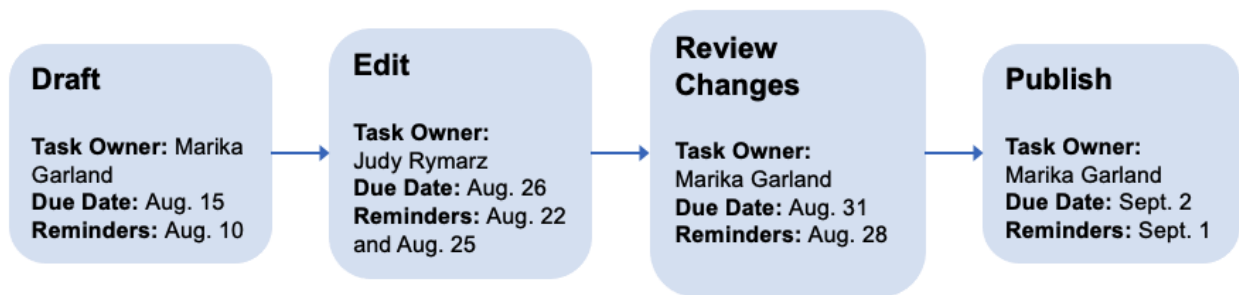 Draft
Task Owner: Marika
Garland
Due Date: Aug. 15
Reminders: Aug. 10
Edit
Task Owner:
Judy Rymarz
Due Date: Aug. 26
Reminders: Aug. 22
and Aug. 25
Review
Changes
Task Owner:
Marika Garland
Due Date: Aug. 31
Reminders: Aug. 28
Publish
Task Owner:
Marika Garland
Due Date: Sept. 2
Reminders: Sept. 1